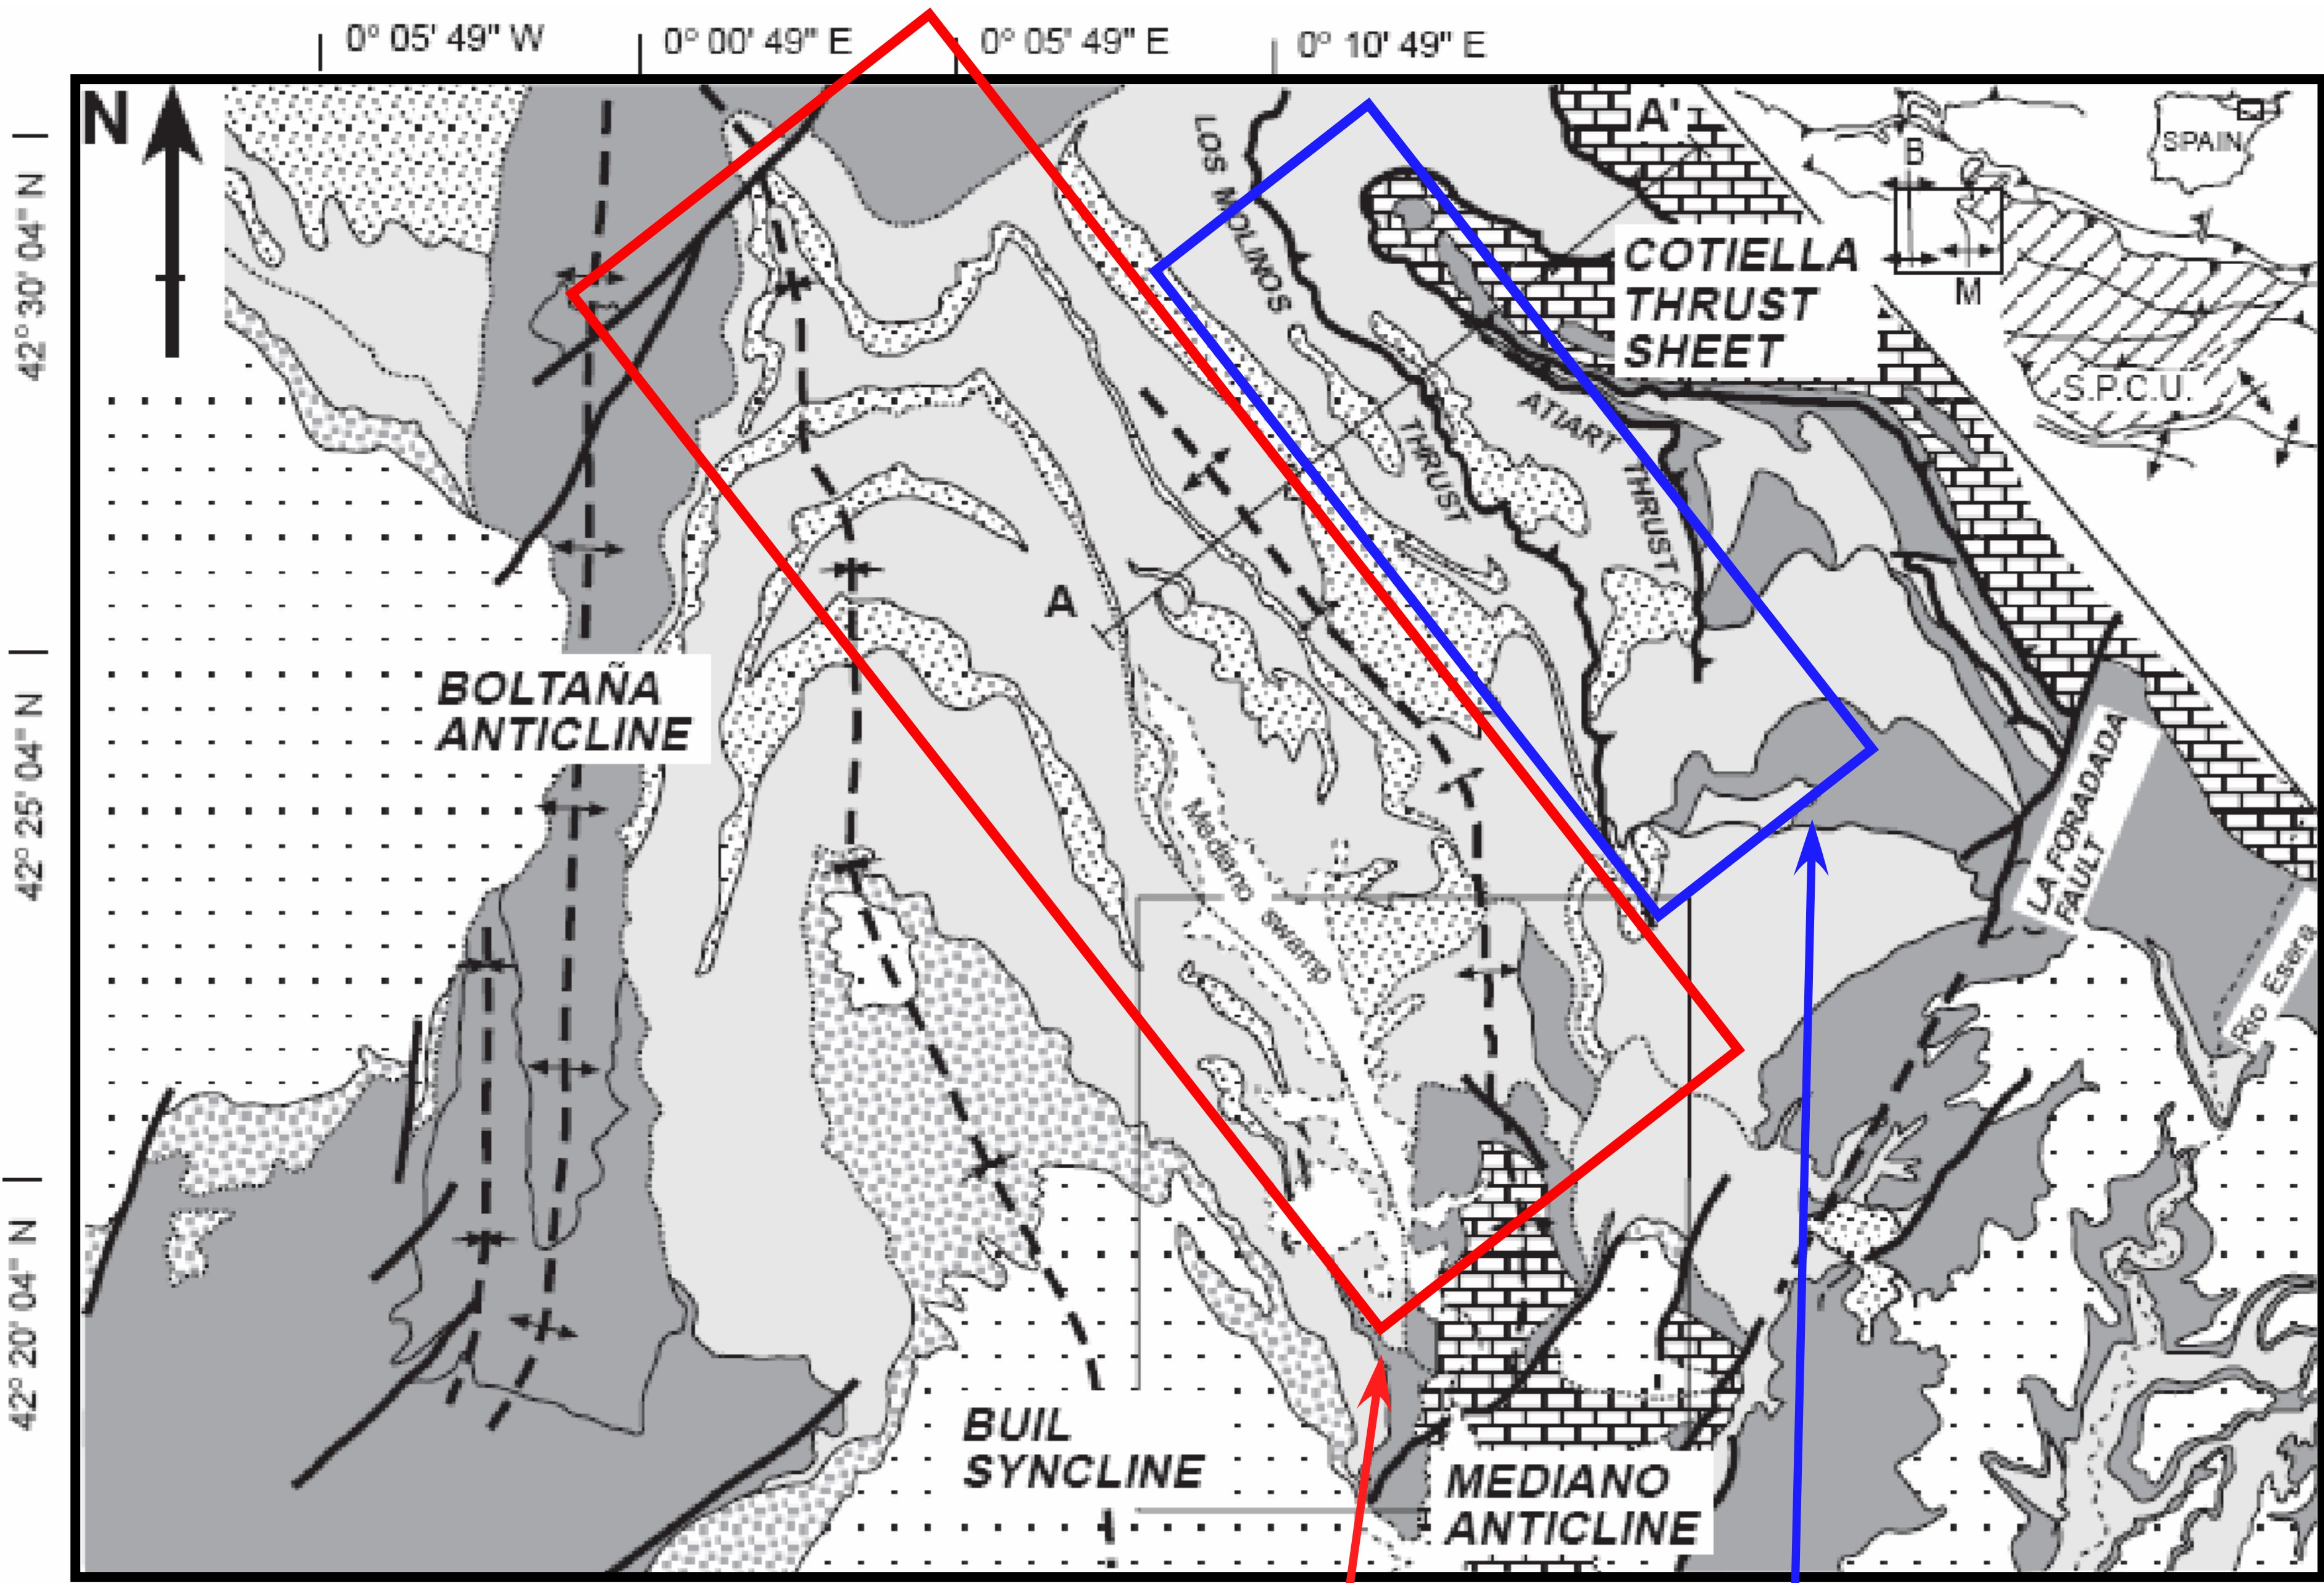 0° 05' 49" W
0° 00' 49" E
0° 05' 49" E
0° 10' 49" E
N
42° 30' 04" N
42° 25' 04" N
42° 20' 04" N
LOS MOLINOS
THRUST
A'
SPAIN
B
M
S.P.C.U.
COTIELLA
THRUST
SHEET
ATIART THRUST
A
BOLTAÑA
ANTICLINE
Mediano swamp
LA FORADADA
FAULT
Rio Esera
BUIL
SYNCLINE
MEDIANO
ANTICLINE